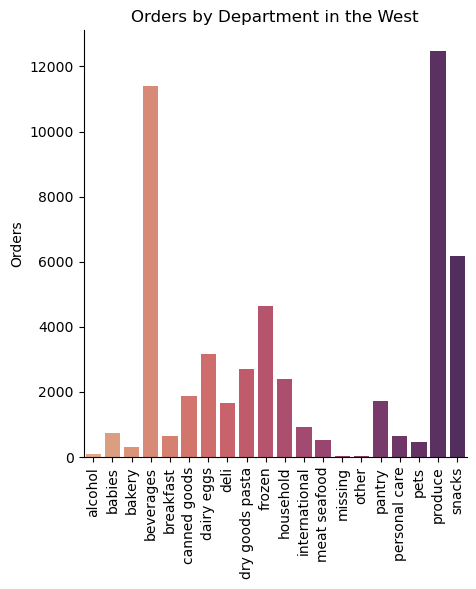 Orders by Department in the West
Orders
12000
10000
8000
6000
4000
2000
0
alcohol
babies
bakery
beverages
breakfast
canned goods
dairy eggs
deli
dry goods pasta
frozen
household
international
meat seafood
missing
other
pantry
personal care
pets
produce
snacks